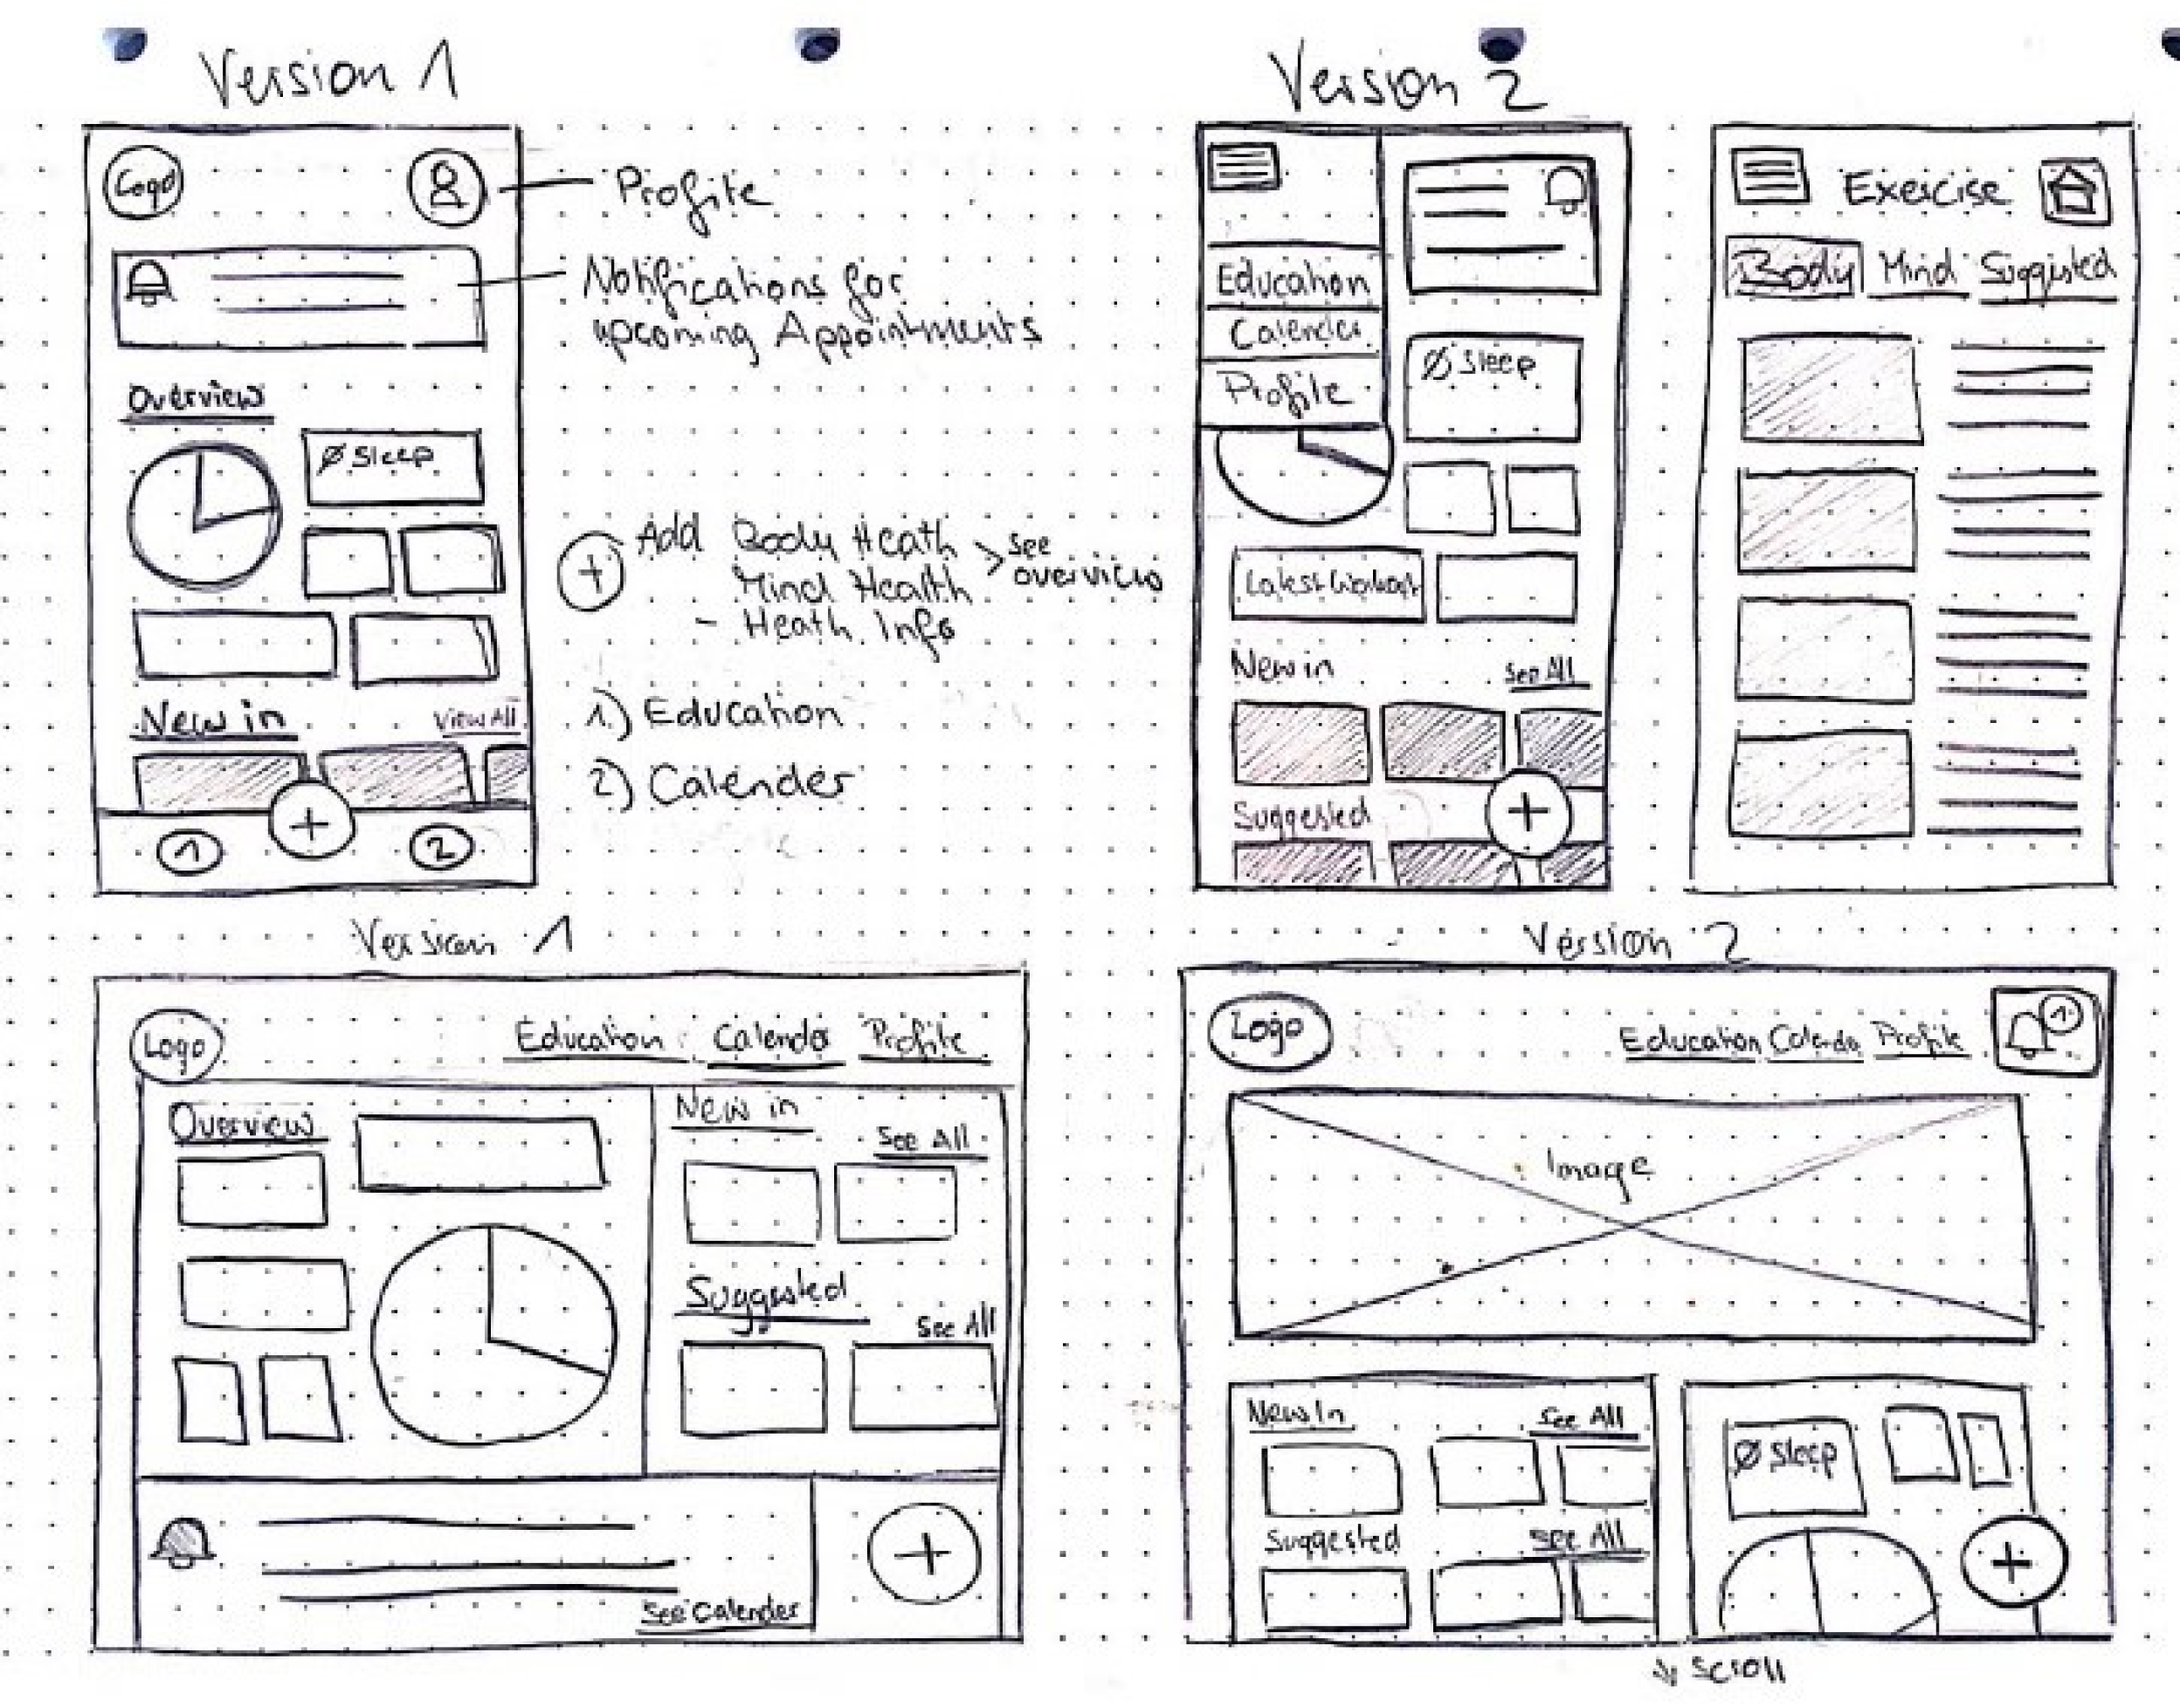 Version 1
Logo
Profile
Notifications for
upcoming Appointments
Overview
Ø Sleep
+ Add Body Heath > see
Mind Health overview
- Heath Info
New in View All
1.) Education
2) Calender
+
1 2
Version 2
Education
Calender
Profile
Ø Sleep
Latest Workout
New in See All
Suggested
+
Exercise
Body Mind Suggested
Version 1
Logo
Education Calender Profile
Overview
New in
See All
Suggested
See All
See Calender
+
Version 2
Logo
Education Calender Profile 1
Image
New In See All
Suggested See All
Ø Sleep
+
Scroll